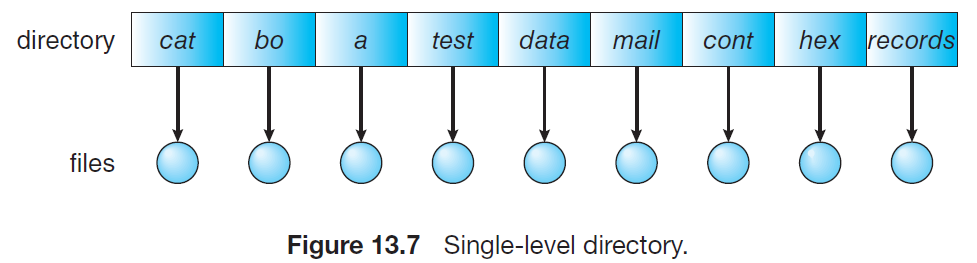 directory cat bo a test data mail cont hex records
files
Figure 13.7 Single-level directory.